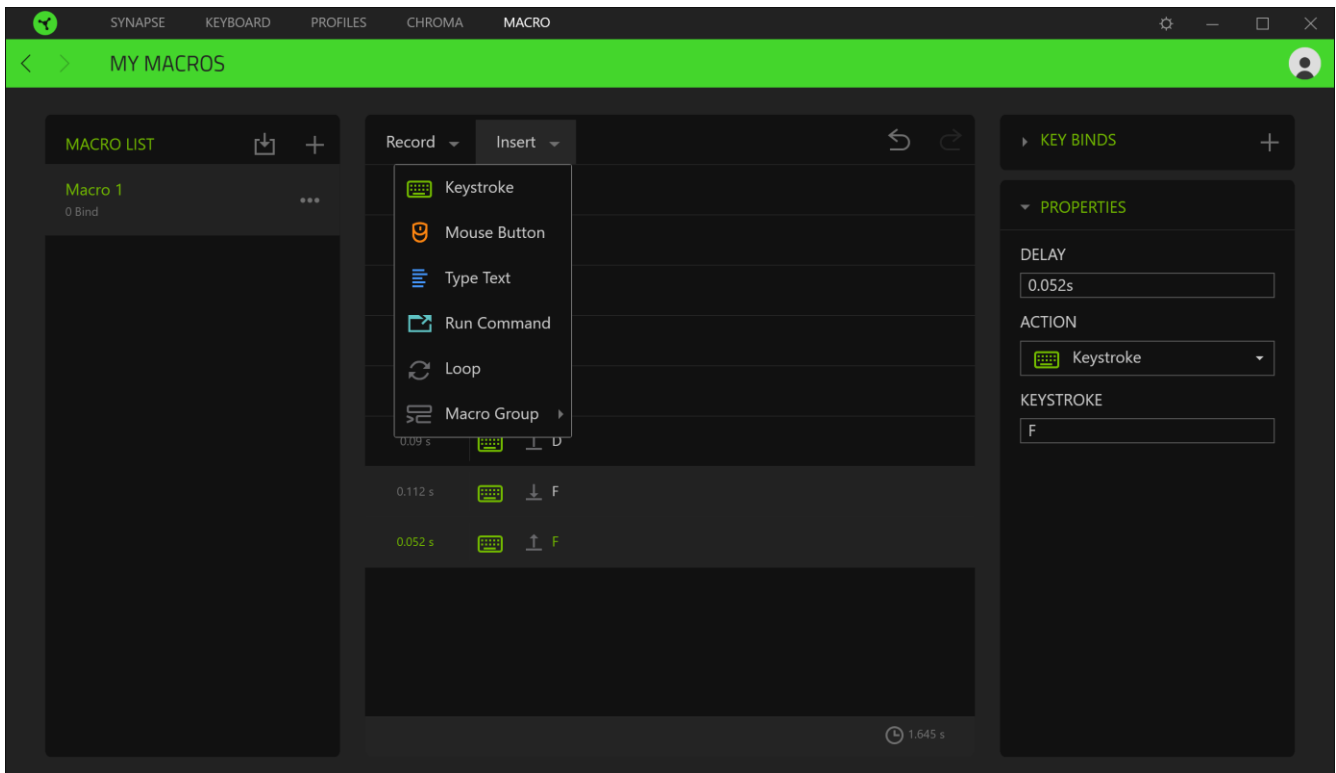 SYNAPSE KEYBOARD PROFILES CHROMA MACRO
MY MACROS
MACRO LIST
Macro 1
0 Bind
Record Insert
Keystroke
Mouse Button
Type Text
Run Command
Loop
Macro Group
0.09 s D
0.112 s F
0.052 s F
1.645 s
KEY BINDS
PROPERTIES
DELAY
0.052s
ACTION
Keystroke
KEYSTROKE
F